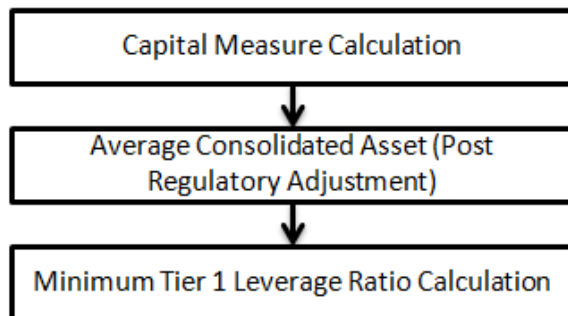 Capital Measure Calculation
Average Consolidated Asset (Post
Regulatory Adjustment)
Minimum Tier 1 Leverage Ratio Calculation